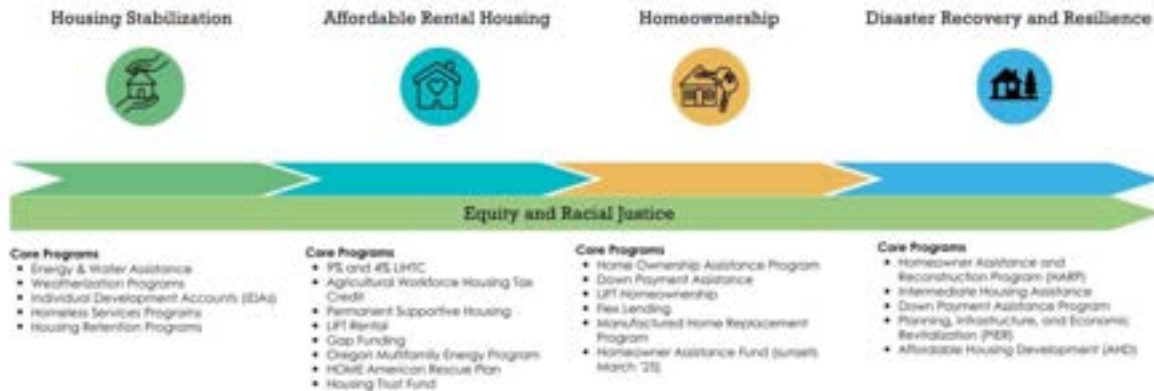 Housing Stabilization
Affordable Rental Housing
Homeownership
Disaster Recovery and Resilience
Equity and Racial Justice
Core Programs
• Energy & Water Assistance
• Weatherization Programs
• Individual Development Accounts (IDAs)
• Homeless Services Programs
• Housing Retention Programs
Core Programs
• 9% and 4% LIHTC
• Agricultural Workforce Housing Tax
Credit
• Permanent Supportive Housing
• LIFT Rental
• Gap Funding
• Oregon Multifamily Energy Program
• HOME American Rescue Plan
• Housing Trust Fund
Core Programs
• Home Ownership Assistance Program
• Down Payment Assistance
• LIFT Homeownership
• Flex Lending
• Manufactured Home Replacement
Program
• Homeowner Assistance Fund (sunsets
March '25)
Core Programs
• Homeowner Assistance and
Reconstruction Program (HARP)
• Intermediate Housing Assistance
• Down Payment Assistance Program
• Planning, Infrastructure, and Economic
Revitalization (PIER)
• Affordable Housing Development (AHD)